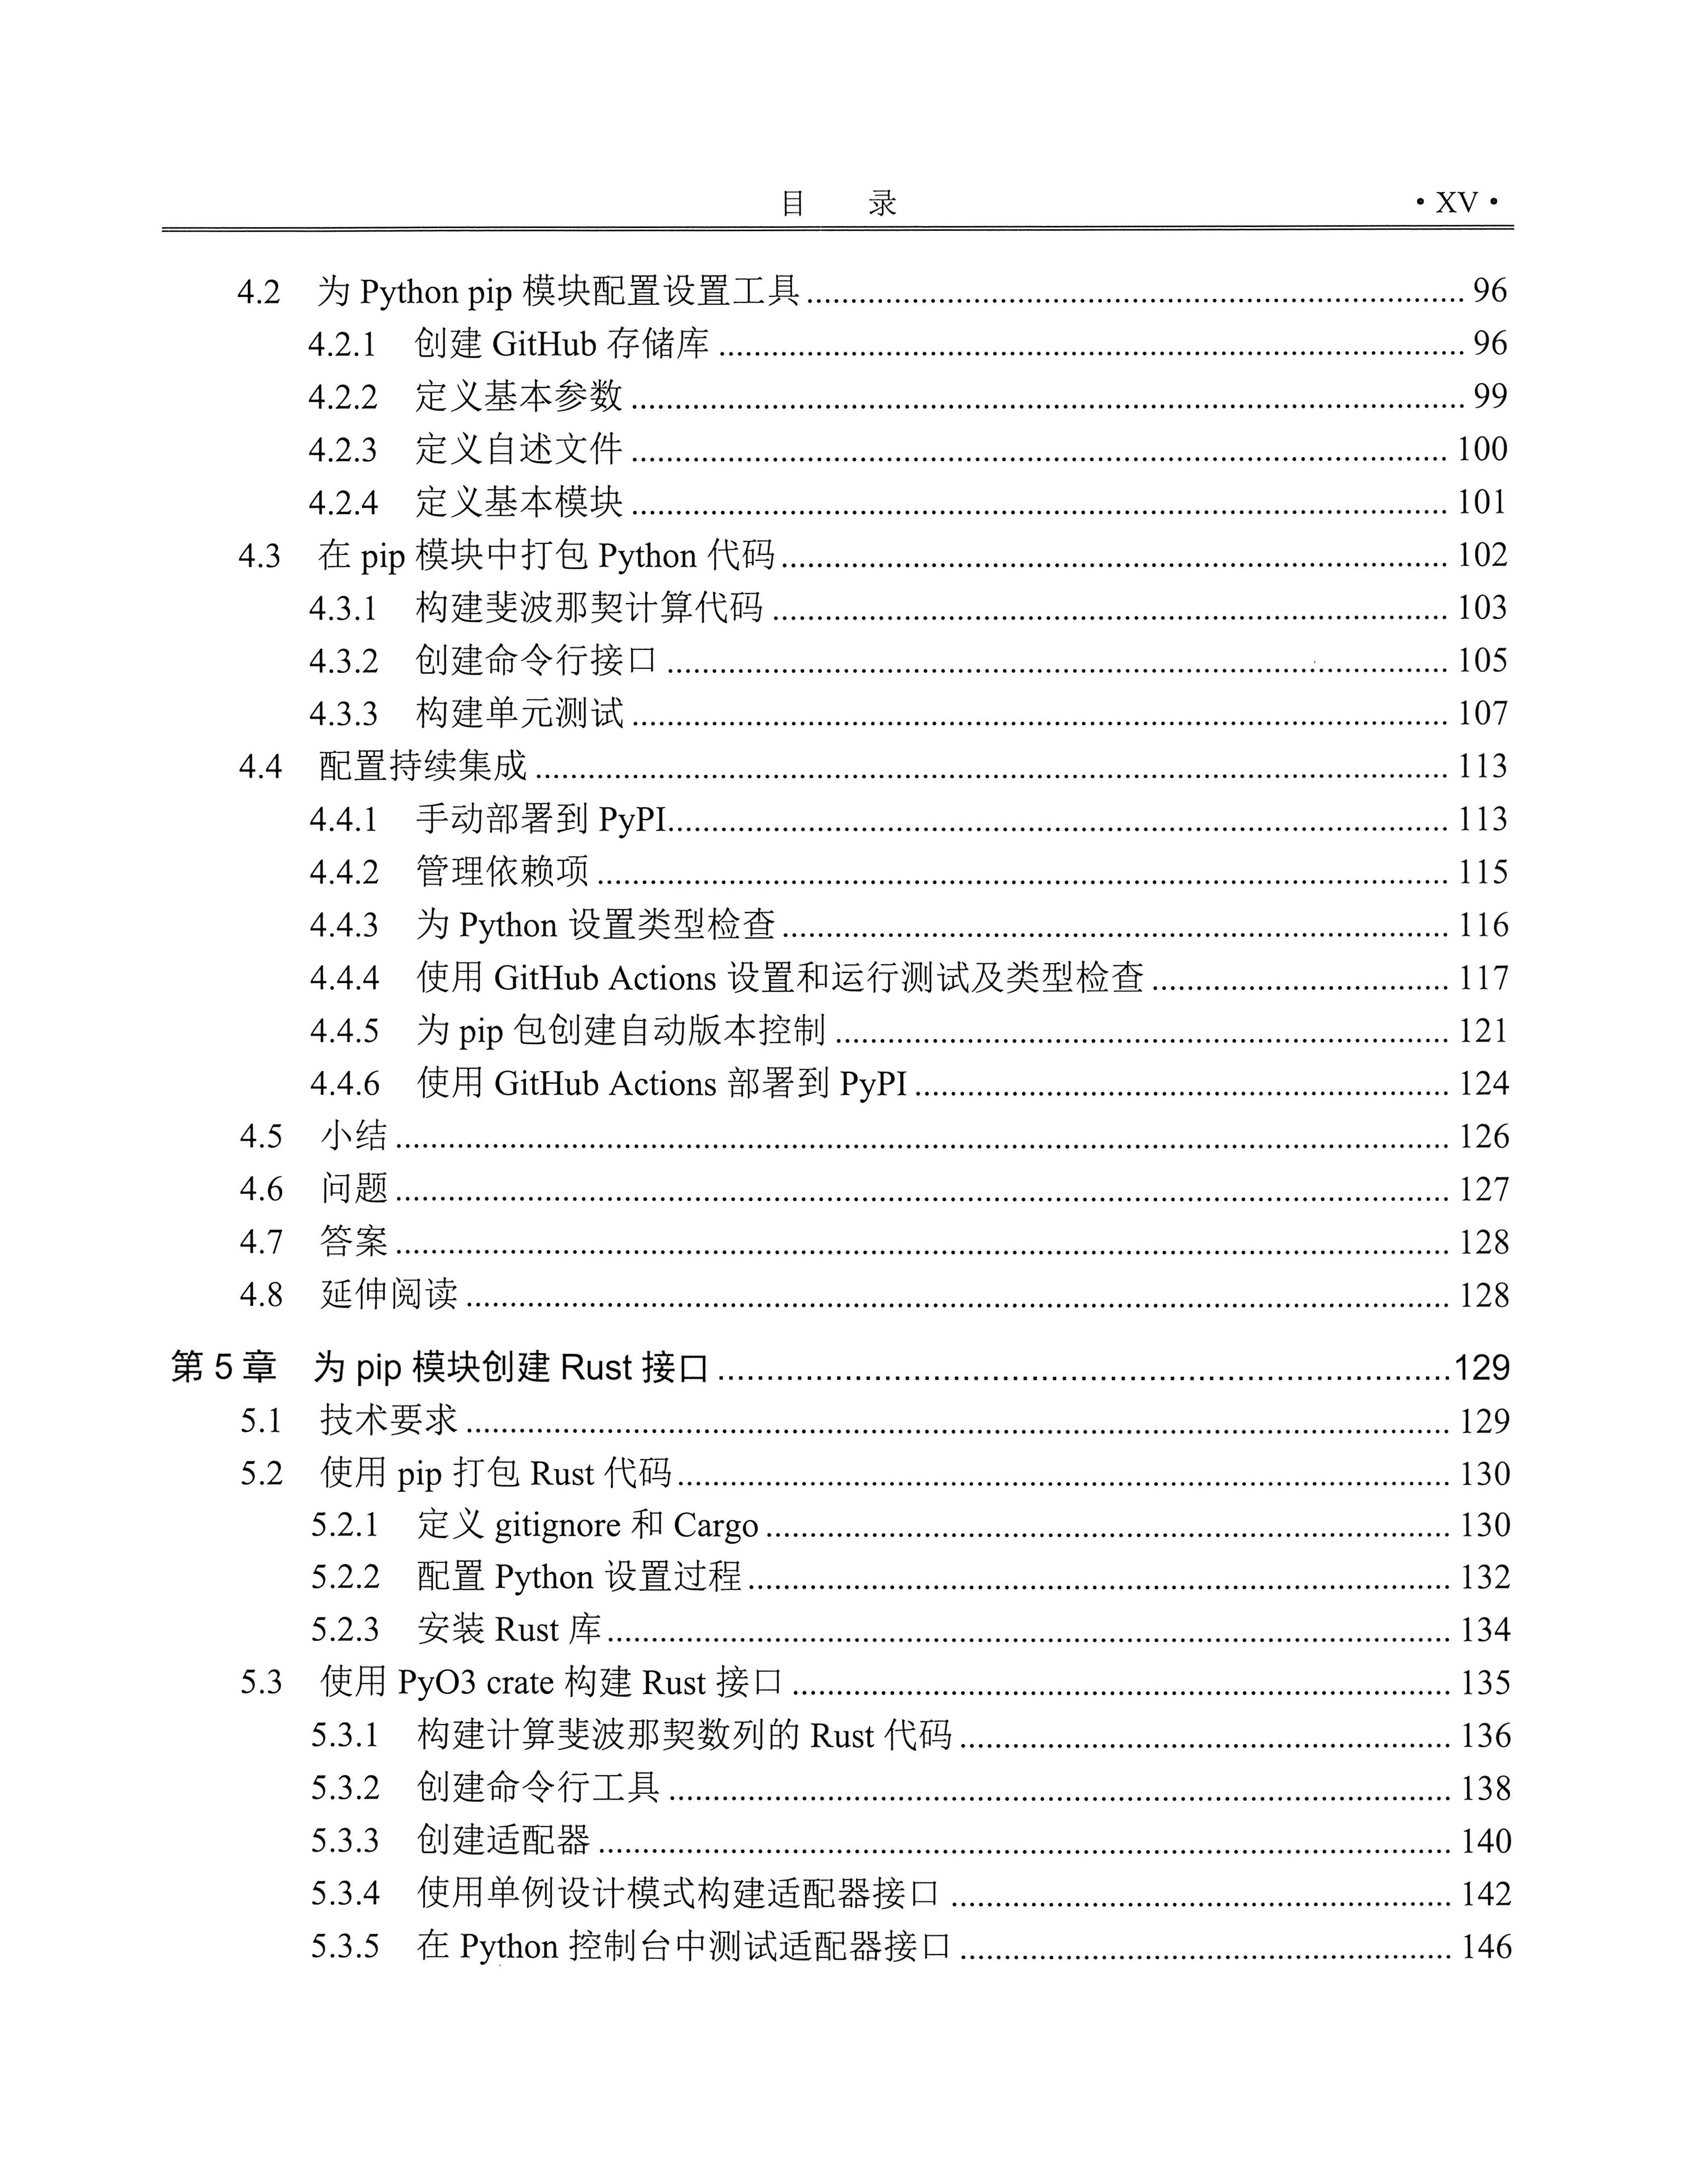 目 录 ·XV·
4.2 为 Python pip 模块配置设置工具 96
4.2.1 创建 GitHub 存储库 96
4.2.2 定义基本参数 99
4.2.3 定义自述文件 100
4.2.4 定义基本模块 101
4.3 在 pip 模块中打包 Python 代码 102
4.3.1 构建斐波那契计算代码 103
4.3.2 创建命令行接口 105
4.3.3 构建单元测试 107
4.4 配置持续集成 113
4.4.1 手动部署到 PyPI 113
4.4.2 管理依赖项 115
4.4.3 为 Python 设置类型检查 116
4.4.4 使用 GitHub Actions 设置和运行测试及类型检查 117
4.4.5 为 pip 包创建自动版本控制 121
4.4.6 使用 GitHub Actions 部署到 PyPI 124
4.5 小结 126
4.6 问题 127
4.7 答案 128
4.8 延伸阅读 128
第 5 章 为 pip 模块创建 Rust 接口 129
5.1 技术要求 129
5.2 使用 pip 打包 Rust 代码 130
5.2.1 定义 gitignore 和 Cargo 130
5.2.2 配置 Python 设置过程 132
5.2.3 安装 Rust 库 134
5.3 使用 PyO3 crate 构建 Rust 接口 135
5.3.1 构建计算斐波那契数列的 Rust 代码 136
5.3.2 创建命令行工具 138
5.3.3 创建适配器 140
5.3.4 使用单例设计模式构建适配器接口 142
5.3.5 在 Python 控制台中测试适配器接口 146